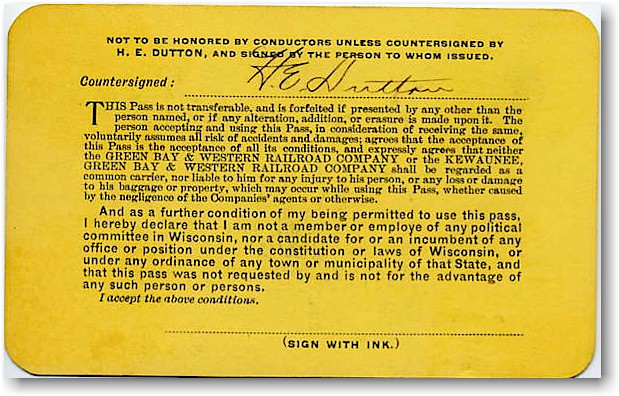 NOT TO BE HONORED BY CONDUCTORS UNLESS COUNTERSIGNED BY
H. E. DUTTON, AND SIGNED BY THE PERSON TO WHOM ISSUED.
Countersigned: H. E. Dutton
THIS Pass is not transferable, and is forfeited if presented by any other than the
person named, or if any alteration, addition, or erasure is made upon it. The
person accepting and using this Pass, in consideration of receiving the same,
voluntarily assumes all risk of accidents and damages; agrees that the acceptance of
this Pass is the acceptance of all its conditions, and expressly agrees that neither
the GREEN BAY & WESTERN RAILROAD COMPANY or the KEWAUNEE,
GREEN BAY & WESTERN RAILROAD COMPANY shall be regarded as a
common carrier, nor liable to him for any injury to his person, or any loss or damage
to his baggage or property, which may occur while using this Pass, whether caused
by the negligence of the Companies' agents or otherwise.
And as a further condition of my being permitted to use this pass,
I hereby declare that I am not a member or employe of any political
committee in Wisconsin, nor a candidate for or an incumbent of any
office or position under the constitution or laws of Wisconsin, or
under any ordinance of any town or municipality of that State, and
that this pass was not requested by and is not for the advantage of
any such person or persons.
I accept the above conditions.
(SIGN WITH INK.)